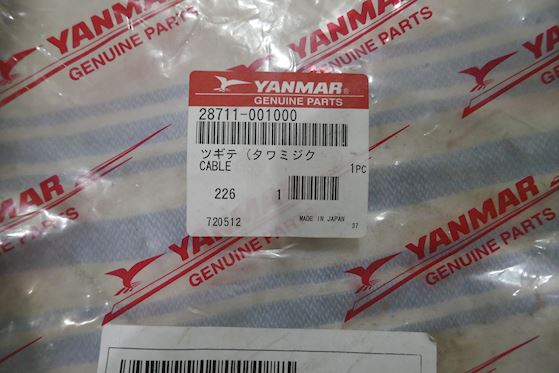 YANMAR
GENUINE PARTS
YANMAR
GENUINE PARTS
YANMAR
GENUINE PARTS
28711-001000
ツギテ (タワミジク
CABLE 1PC
226 1
720512 MADE IN JAPAN 37
YANMAR
GENUINE PARTS
YANMAR
GENUINE PARTS